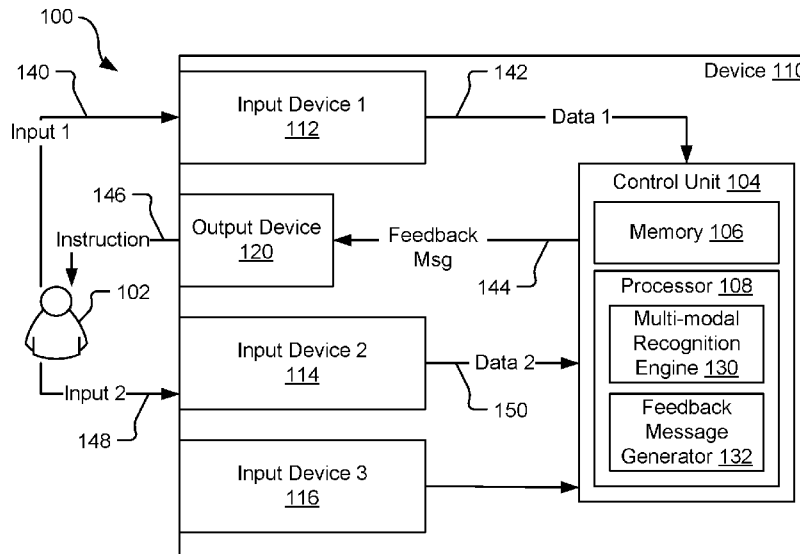 100
Device 110
140
142
Input Device 1
112
Input 1
Data 1
146
Control Unit 104
Instruction
Output Device
120
Feedback
Msg
144
Memory 106
102
Processor 108
Multi-modal
Recognition
Engine 130
Input Device 2
114
Data 2
150
Input 2
148
Feedback
Message
Generator 132
Input Device 3
116